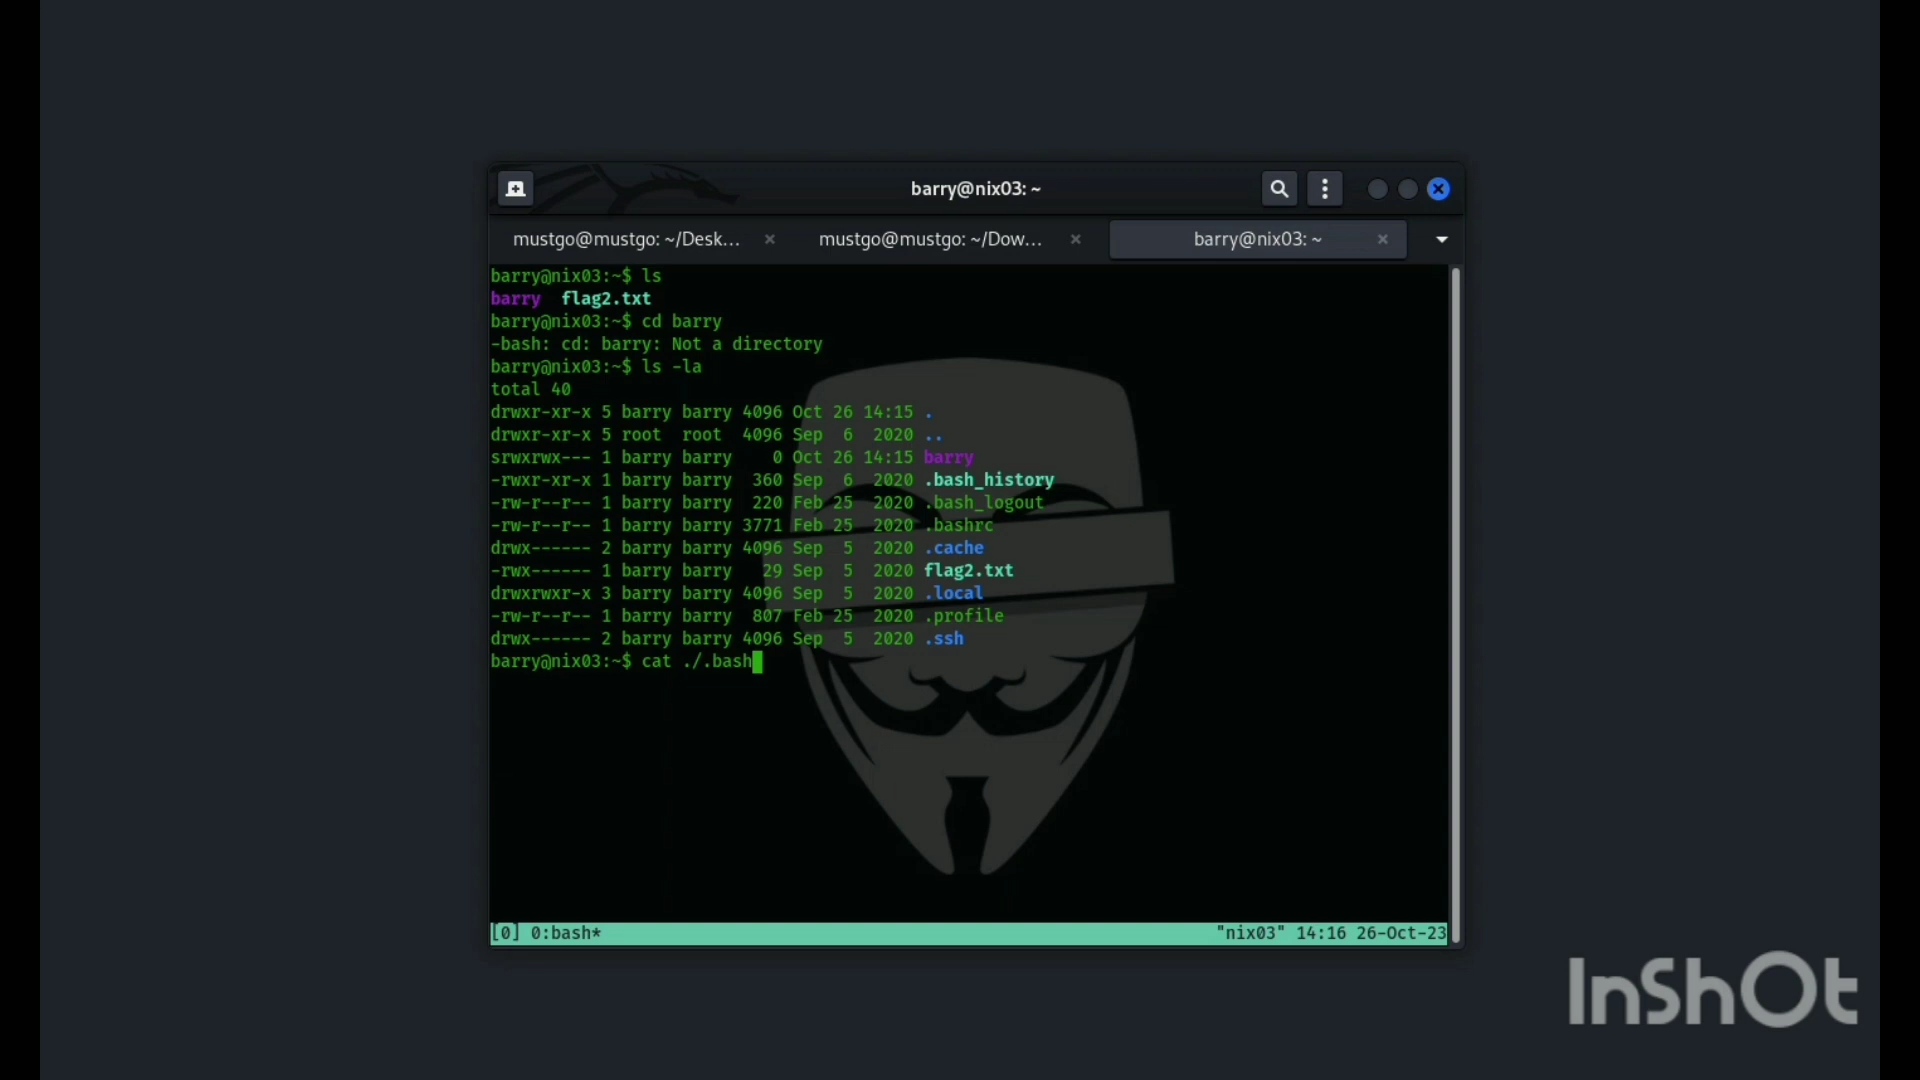 barry@nix03: ~
mustgo@mustgo: ~/Desk...
mustgo@mustgo: ~/Dow...
barry@nix03: ~
barry@nix03:~$ ls
barry  flag2.txt
barry@nix03:~$ cd barry
-bash: cd: barry: Not a directory
barry@nix03:~$ ls -la
total 40
drwxr-xr-x 5 barry barry 4096 Oct 26 14:15 .
drwxr-xr-x 5 root  root  4096 Sep  6  2020 ..
srwxrwx--- 1 barry barry    0 Oct 26 14:15 barry
-rwxr-xr-x 1 barry barry  360 Sep  6  2020 .bash_history
-rw-r--r-- 1 barry barry  220 Feb 25  2020 .bash_logout
-rw-r--r-- 1 barry barry 3771 Feb 25  2020 .bashrc
drwx------ 2 barry barry 4096 Sep  5  2020 .cache
-rwx------ 1 barry barry   29 Sep  5  2020 flag2.txt
drwxrwxr-x 3 barry barry 4096 Sep  5  2020 .local
-rw-r--r-- 1 barry barry  807 Feb 25  2020 .profile
drwx------ 2 barry barry 4096 Sep  5  2020 .ssh
barry@nix03:~$ cat ./.bash
[0] 0:bash*    "nix03" 14:16 26-Oct-23
InShOt